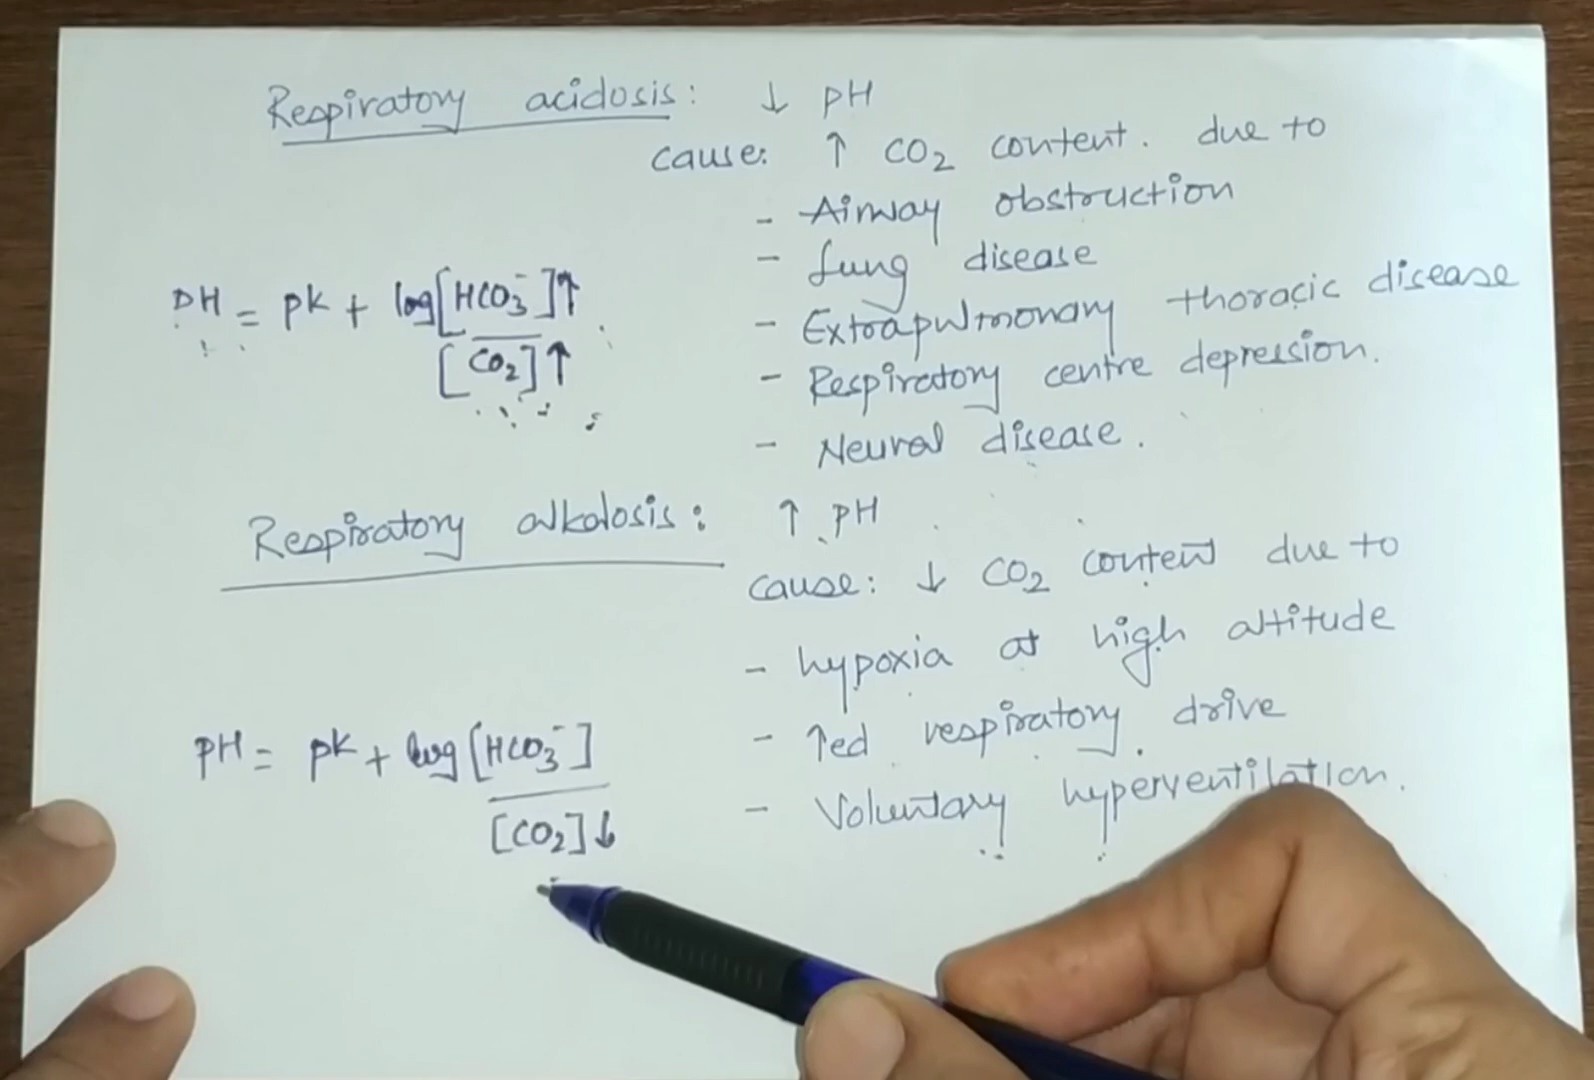 Respiratory acidosis: ↓ pH
cause: ↑ CO2 content. due to
- Airway obstruction
- Lung disease
- Extrapulmonary thoracic disease
- Respiratory centre depression.
- Neural disease.
pH = pK + log[HCO3-]↑
[CO2]↑
Respiratory alkalosis: ↑ pH
cause: ↓ CO2 content due to
- hypoxia at high altitude
- ↑ed respiratory drive
- Voluntary hyperventilation.
pH = pK + log[HCO3-]
[CO2]↓